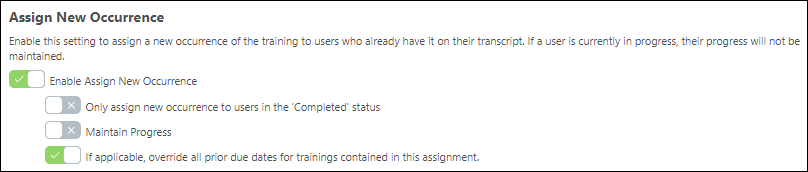 Assign New Occurrence
Enable this setting to assign a new occurrence of the training to users who already have it on their transcript. If a user is currently in progress, their progress will not be
maintained.
Enable Assign New Occurrence
Only assign new occurrence to users in the 'Completed' status
Maintain Progress
If applicable, override all prior due dates for trainings contained in this assignment.